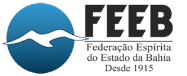 FEEB
Federação Espírita
do Estado da Bahia
Desde 1915